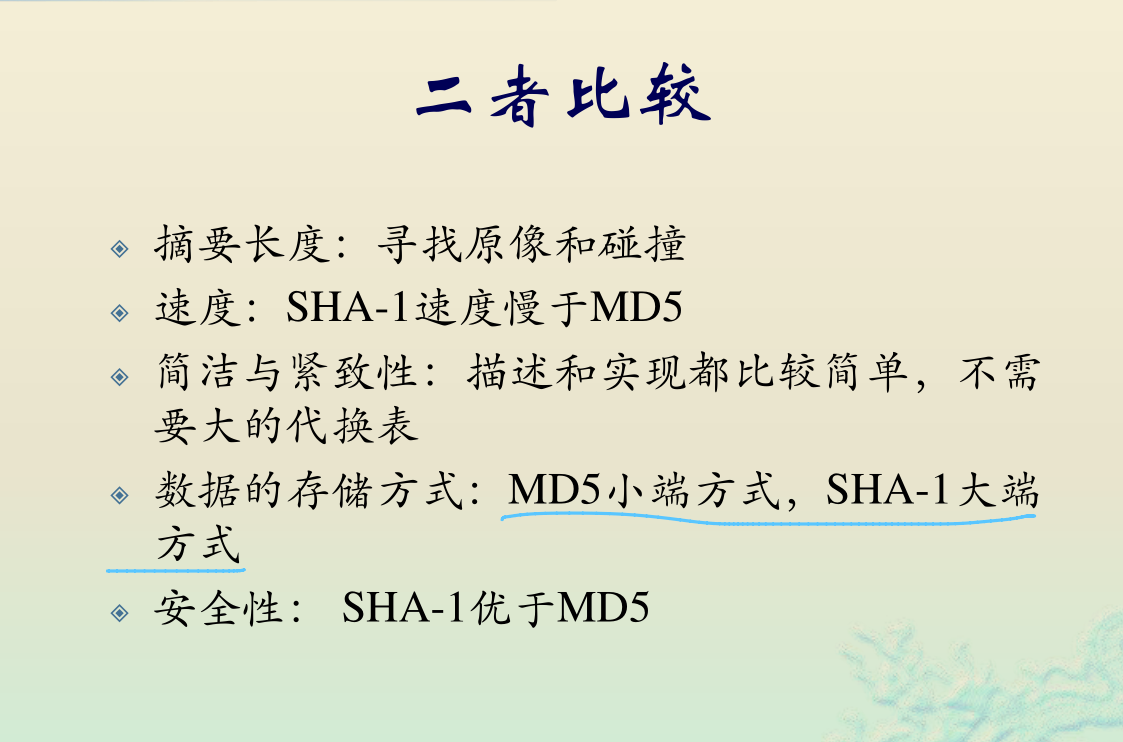 二者比较
摘要长度：寻找原像和碰撞
速度：SHA-1速度慢于MD5
简洁与紧致性：描述和实现都比较简单，不需
要大的代换表
数据的存储方式：MD5小端方式，SHA-1大端
方式
安全性： SHA-1优于MD5